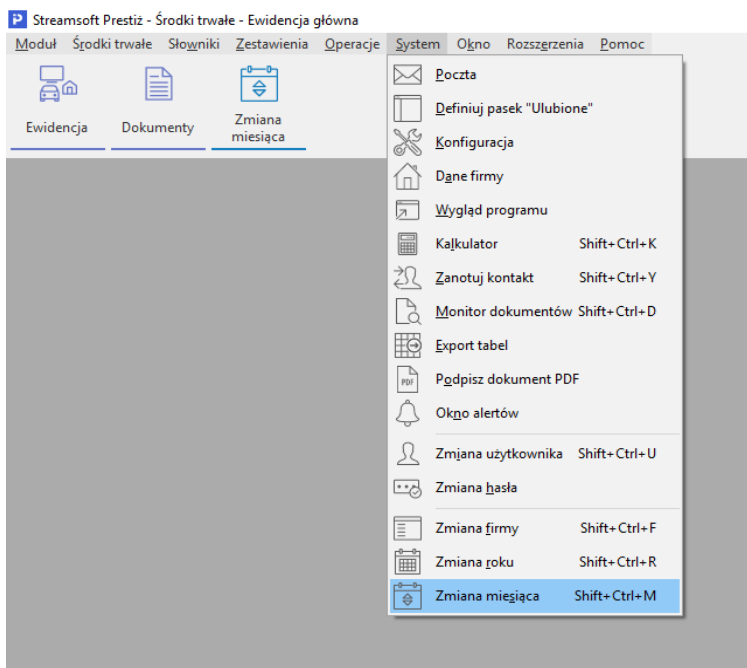 Streamsoft Prestiż - Środki trwałe - Ewidencja główna
Moduł Środki trwałe Słowniki Zestawienia Operacje System Okno Rozszerzenia Pomoc
Ewidencja
Dokumenty
Zmiana
miesiąca
Poczta
Definiuj pasek "Ulubione"
Konfiguracja
Dane firmy
Wygląd programu
Kalkulator Shift+Ctrl+K
Zanotuj kontakt Shift+Ctrl+Y
Monitor dokumentów Shift+Ctrl+D
Export tabel
PDF Podpisz dokument PDF
Okno alertów
Zmiana użytkownika Shift+Ctrl+U
Zmiana hasła
Zmiana firmy Shift+Ctrl+F
Zmiana roku Shift+Ctrl+R
Zmiana miesiąca Shift+Ctrl+M